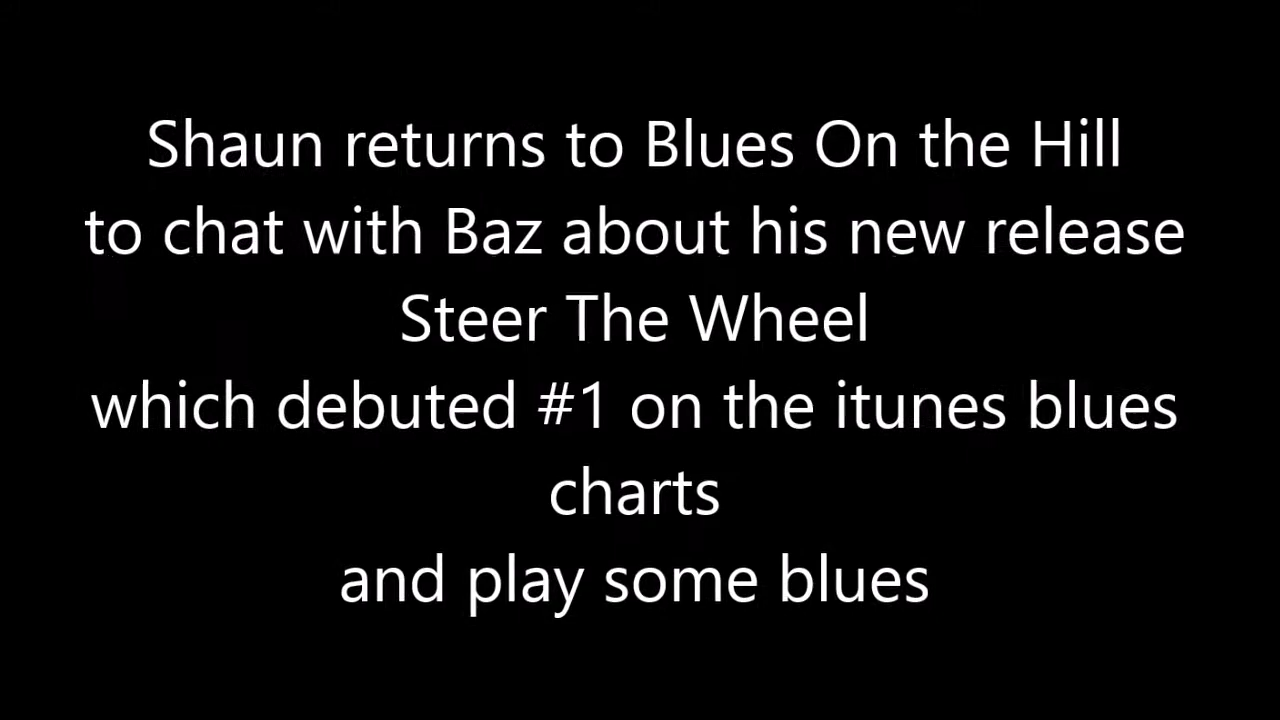 Shaun returns to Blues On the Hill
to chat with Baz about his new release
Steer The Wheel
which debuted #1 on the itunes blues
charts
and play some blues